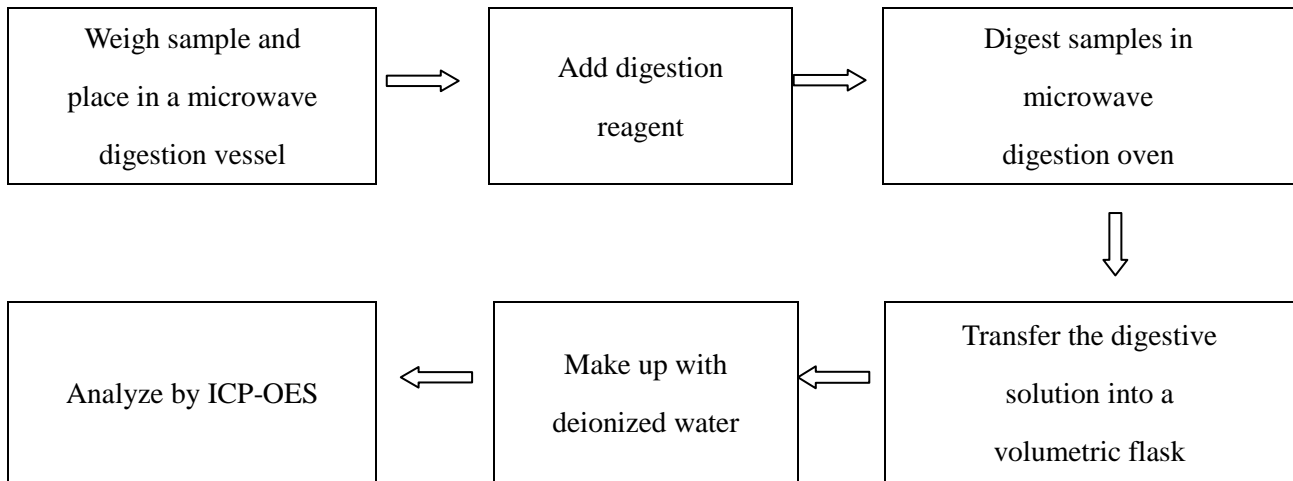 Weigh sample and
place in a microwave
digestion vessel
Add digestion
reagent
Digest samples in
microwave
digestion oven
Transfer the digestive
solution into a
volumetric flask
Make up with
deionized water
Analyze by ICP-OES